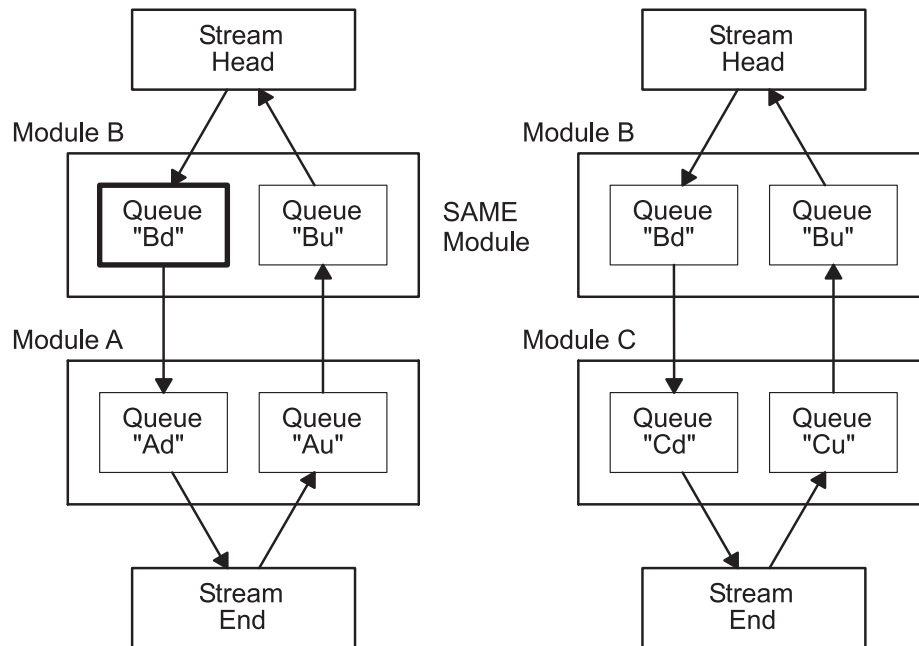 Stream
Head
Stream
Head
Module B
Module B
Queue
"Bd"
Queue
"Bu"
SAME
Module
Queue
"Bd"
Queue
"Bu"
Module A
Module C
Queue
"Ad"
Queue
"Au"
Queue
"Cd"
Queue
"Cu"
Stream
End
Stream
End